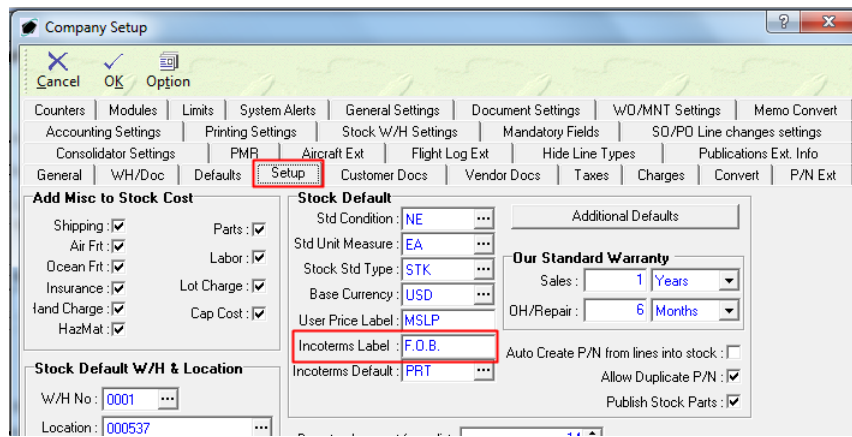 Company Setup
Cancel OK Option
Counters Modules Limits System Alerts General Settings Document Settings WO/MNT Settings Memo Convert
Accounting Settings Printing Settings Stock W/H Settings Mandatory Fields SO/PO Line changes settings
Consolidator Settings PMR Aircraft Ext Flight Log Ext Hide Line Types Publications Ext. Info
General WH/Doc Defaults Setup Customer Docs Vendor Docs Taxes Charges Convert P/N Ext
Add Misc to Stock Cost
Shipping : Parts :
Air Frt : Labor :
Ocean Frt : Lot Charge :
Insurance : Cap Cost :
Hand Charge :
HazMat :
Stock Default W/H & Location
W/H No : 0001 ...
Location : 000537 ...
Stock Default
Std Condition : NE ...
Std Unit Measure : EA ...
Stock Std Type : STK ...
Base Currency : USD ...
User Price Label : MSLP
Incoterms Label : F.O.B.
Incoterms Default : PRT ...
Additional Defaults
Our Standard Warranty
Sales : 1 Years
OH/Repair : 6 Months
Auto Create P/N from lines into stock :
Allow Duplicate P/N :
Publish Stock Parts :